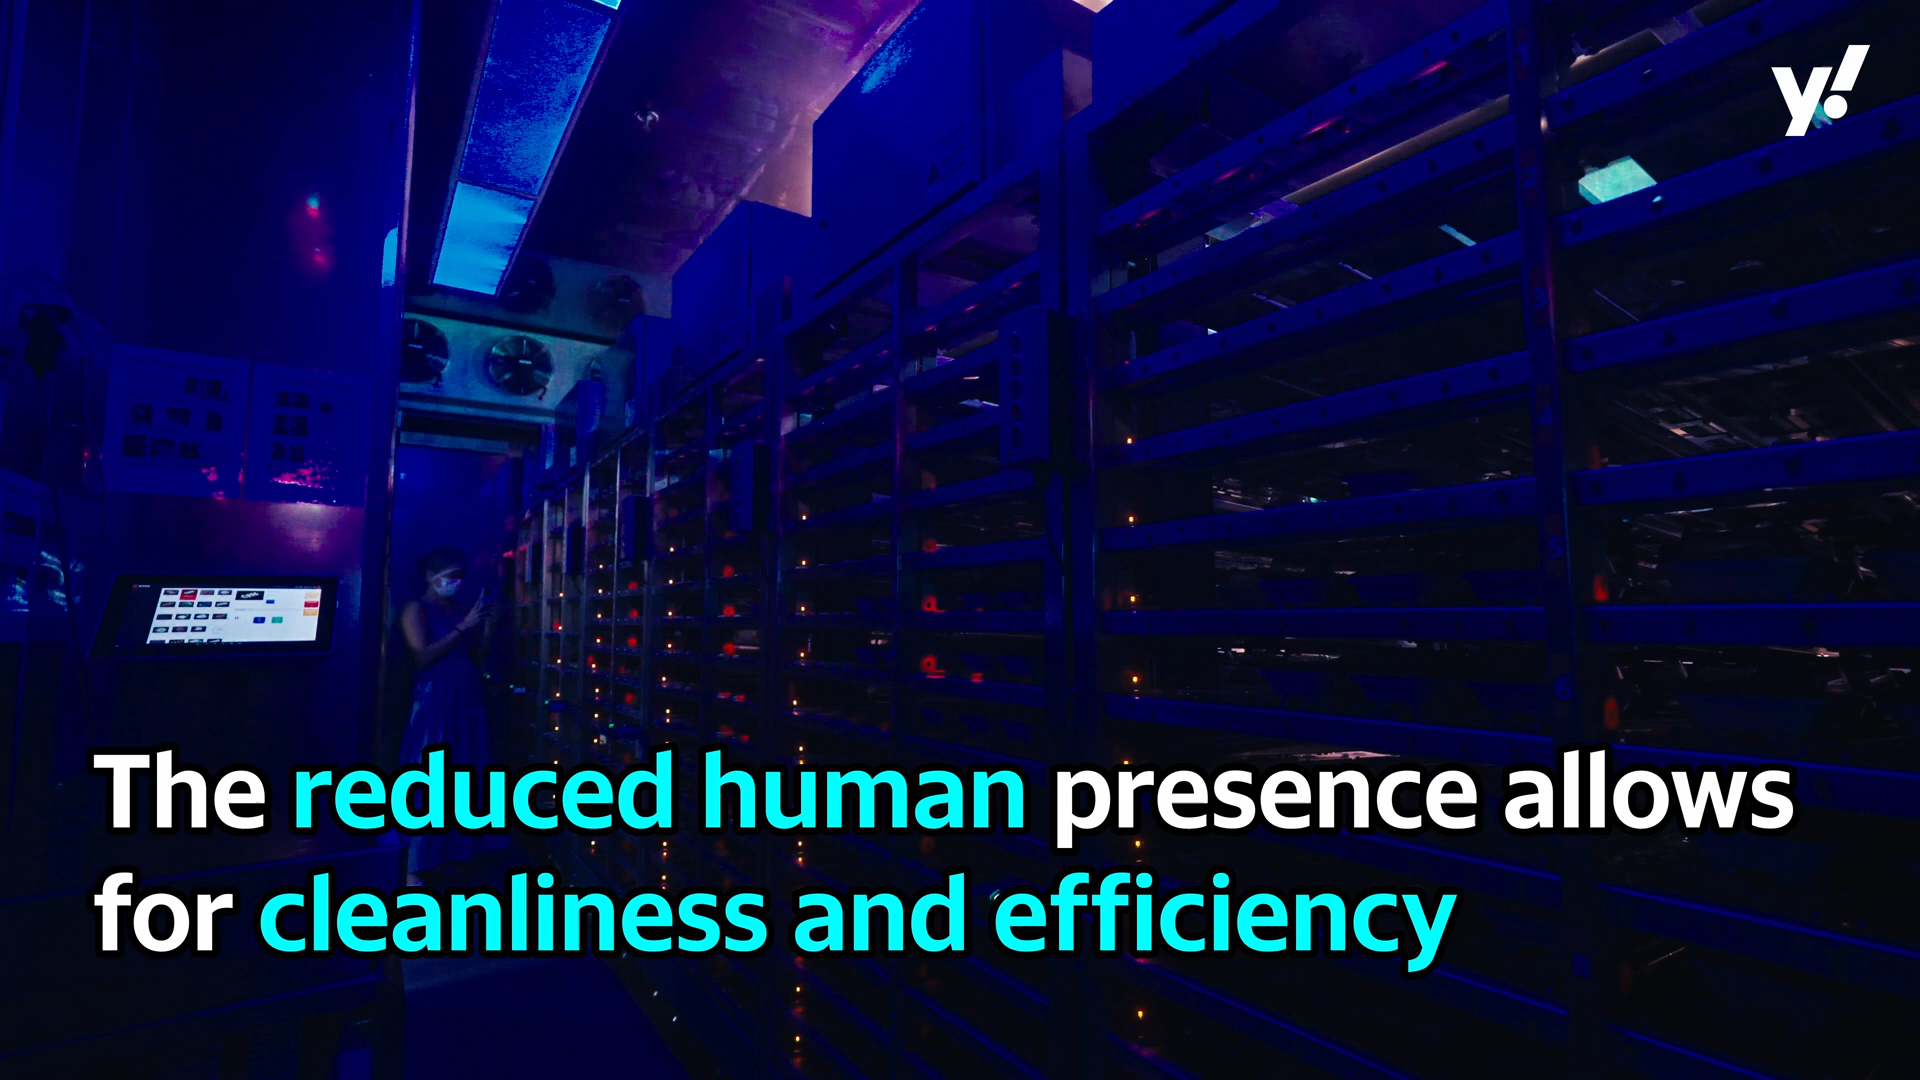 y!
The reduced human presence allows
for cleanliness and efficiency